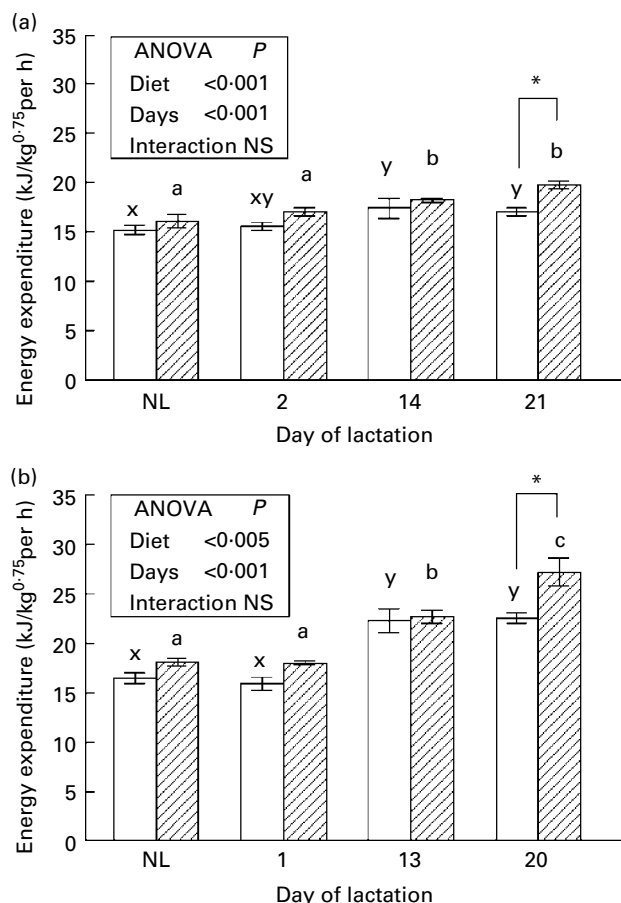 (a)
35
30
25
20
15
10
5
0
Energy expenditure (kJ/kg⁰·⁷⁵per h)
ANOVA P
Diet <0·001
Days <0·001
Interaction NS
*
x a xy a y b y b
NL 2 14 21
Day of lactation
(b)
35
30
25
20
15
10
5
0
Energy expenditure (kJ/kg⁰·⁷⁵per h)
ANOVA P
Diet <0·005
Days <0·001
Interaction NS
*
x a x a y b y c
NL 1 13 20
Day of lactation